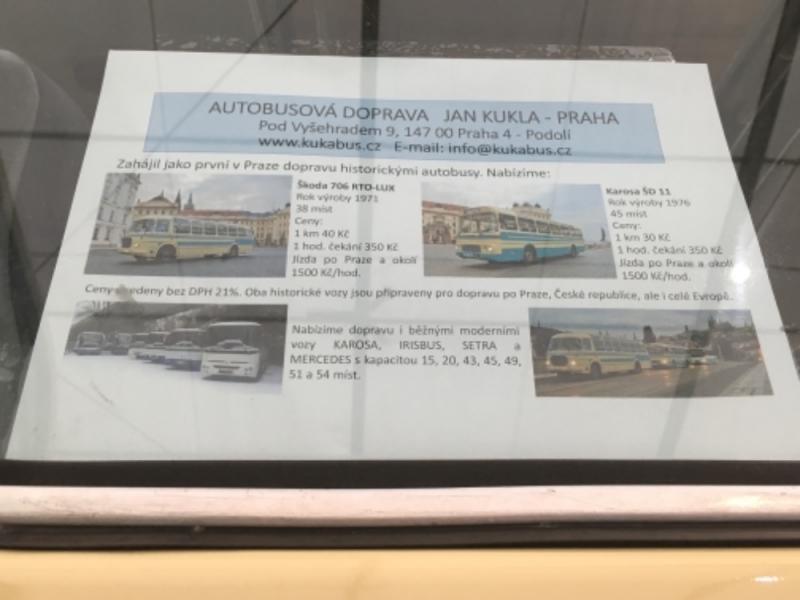 AUTOBUSOVÁ DOPRAVA JAN KUKLA - PRAHA
Pod Vyšehradem 9, 147 00 Praha 4 - Podolí
www.kukabus.cz E-mail: info@kukabus.cz
Zahájil jako první v Praze dopravu historickými autobusy. Nabízíme:
Škoda 706 RTO-LUX
Rok výroby 1971
38 míst
Ceny:
1 km 40 Kč
1 hod. čekání 350 Kč
Jízda po Praze a okolí
1500 Kč/hod.
Karosa ŠD 11
Rok výroby 1976
45 míst
Ceny:
1 km 30 Kč
1 hod. čekání 350 Kč
Jízda po Praze a okolí
1500 Kč/hod.
Ceny uvedeny bez DPH 21%. Oba historické vozy jsou připraveny pro dopravu po Praze, České republice, ale i celé Evropě.
Nabízíme dopravu i běžnými moderními
vozy KAROSA, IRISBUS, SETRA a
MERCEDES s kapacitou 15, 20, 43, 45, 49,
51 a 54 míst.